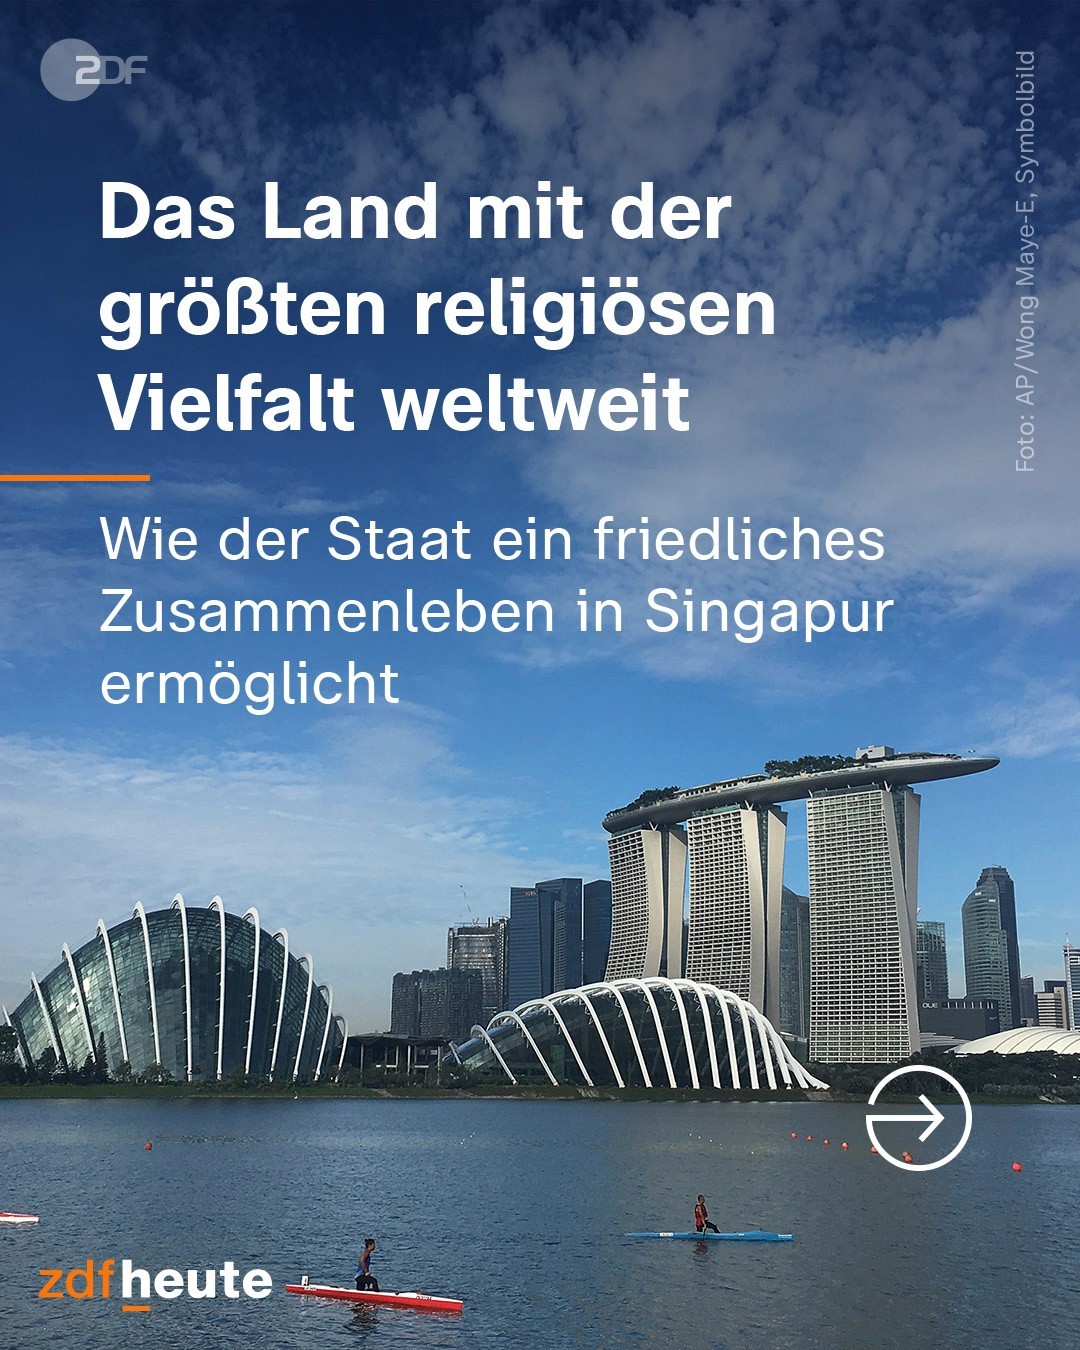 ZDF
Foto: AP/Wong Maye-E, Symbolbild
Das Land mit der
größten religiösen
Vielfalt weltweit
Wie der Staat ein friedliches
Zusammenleben in Singapur
ermöglicht
zdfheute